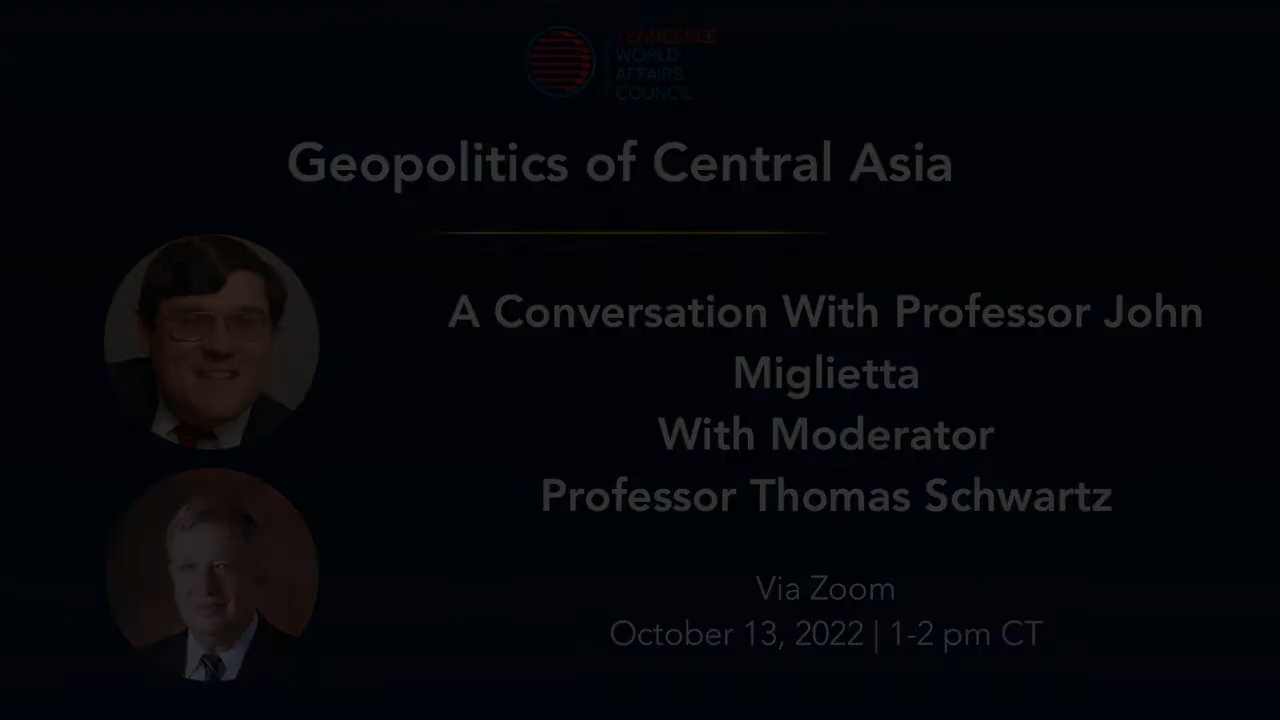 TENNESSEE
WORLD
AFFAIRS
COUNCIL
Geopolitics of Central Asia
A Conversation With Professor John
Miglietta
With Moderator
Professor Thomas Schwartz
Via Zoom
October 13, 2022 | 1-2 pm CT